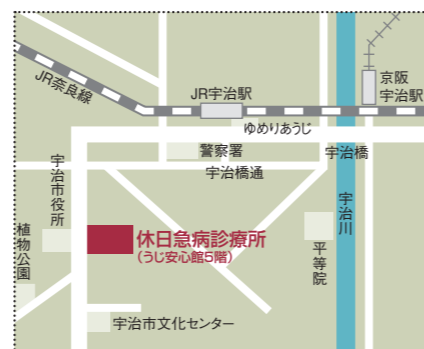 JR奈良線
JR宇治駅
京阪
宇治駅
ゆめりあうじ
警察署
宇治橋
宇治橋通
宇治市役所
宇治川
植物公園
休日急病診療所
(うじ安心館5階)
平等院
宇治市文化センター